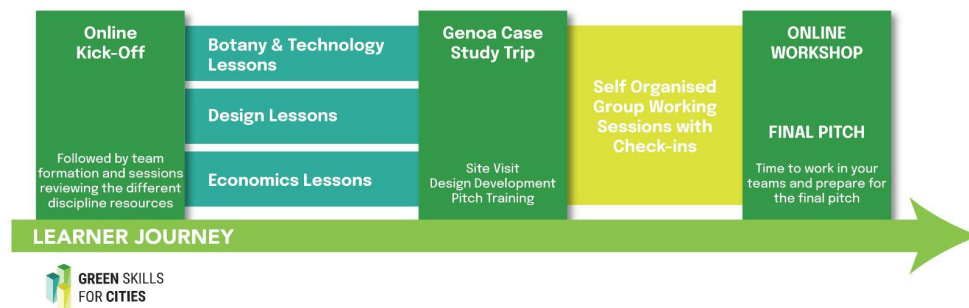 Online
Kick-Off
Followed by team
formation and sessions
reviewing the different
discipline resources
Botany & Technology
Lessons
Design Lessons
Economics Lessons
Genoa Case
Study Trip
Site Visit
Design Development
Pitch Training
Self Organised
Group Working
Sessions with
Check-ins
ONLINE
WORKSHOP
FINAL PITCH
Time to work in your
teams and prepare for
the final pitch
LEARNER JOURNEY
GREEN SKILLS
FOR CITIES